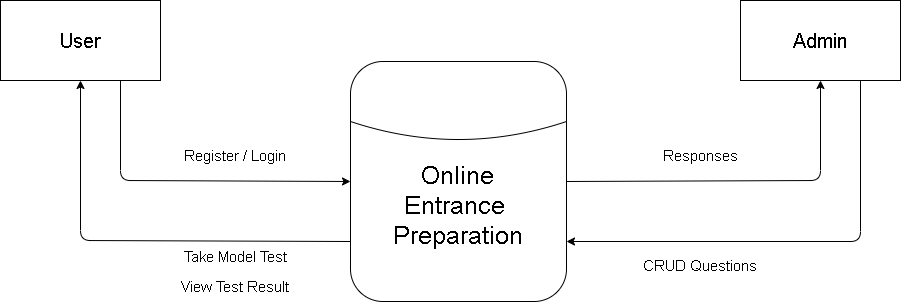 User
Admin
Register / Login
Responses
Online
Entrance
Preparation
Take Model Test
View Test Result
CRUD Questions